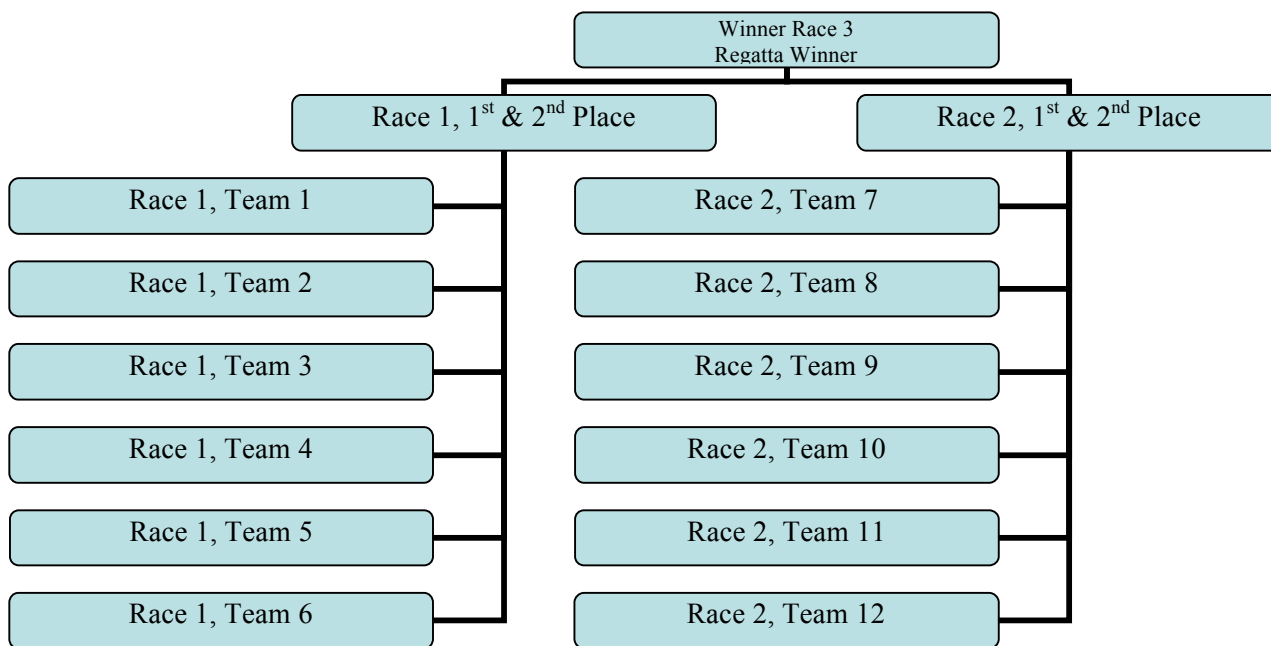 Winner Race 3
Regatta Winner
Race 1, 1st & 2nd Place
Race 2, 1st & 2nd Place
Race 1, Team 1
Race 2, Team 7
Race 1, Team 2
Race 2, Team 8
Race 1, Team 3
Race 2, Team 9
Race 1, Team 4
Race 2, Team 10
Race 1, Team 5
Race 2, Team 11
Race 1, Team 6
Race 2, Team 12